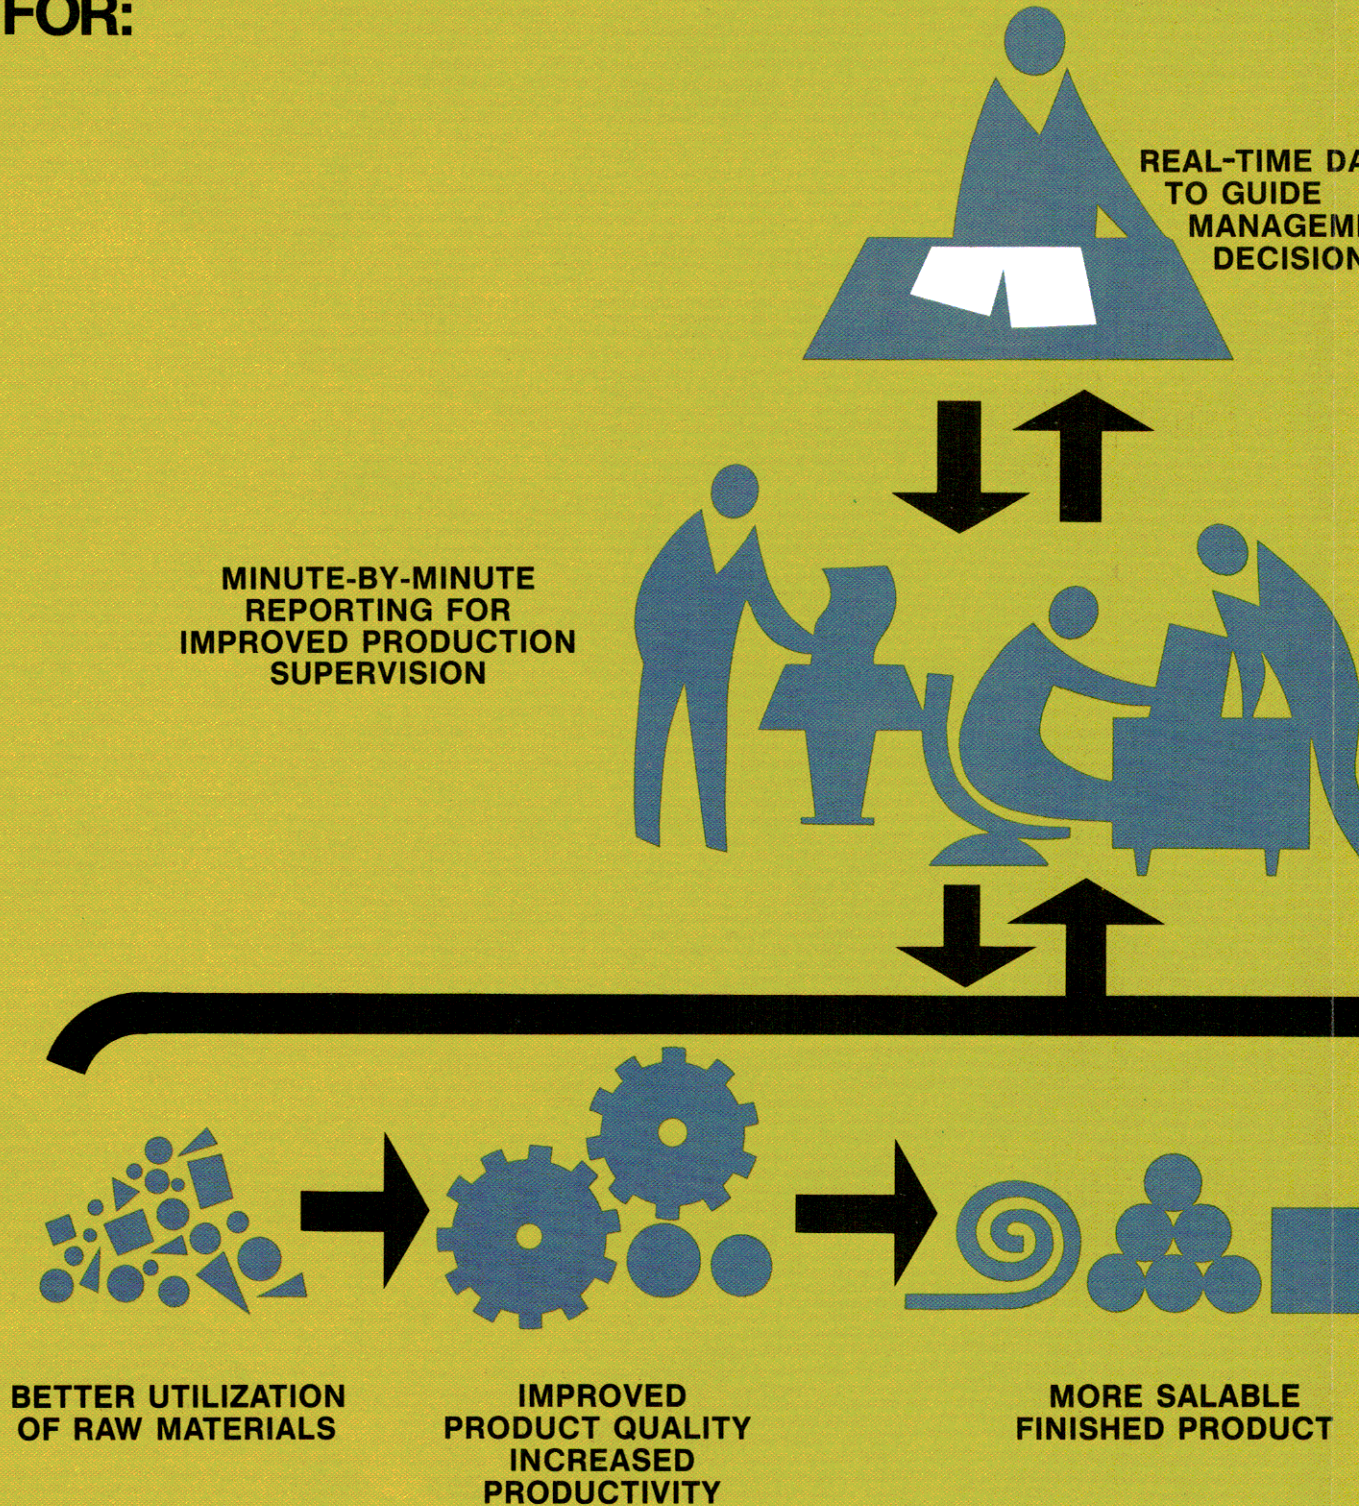 FOR:
REAL-TIME DA
TO GUIDE
MANAGEME
DECISION
MINUTE-BY-MINUTE
REPORTING FOR
IMPROVED PRODUCTION
SUPERVISION
BETTER UTILIZATION
OF RAW MATERIALS
IMPROVED
PRODUCT QUALITY
INCREASED
PRODUCTIVITY
MORE SALABLE
FINISHED PRODUCT